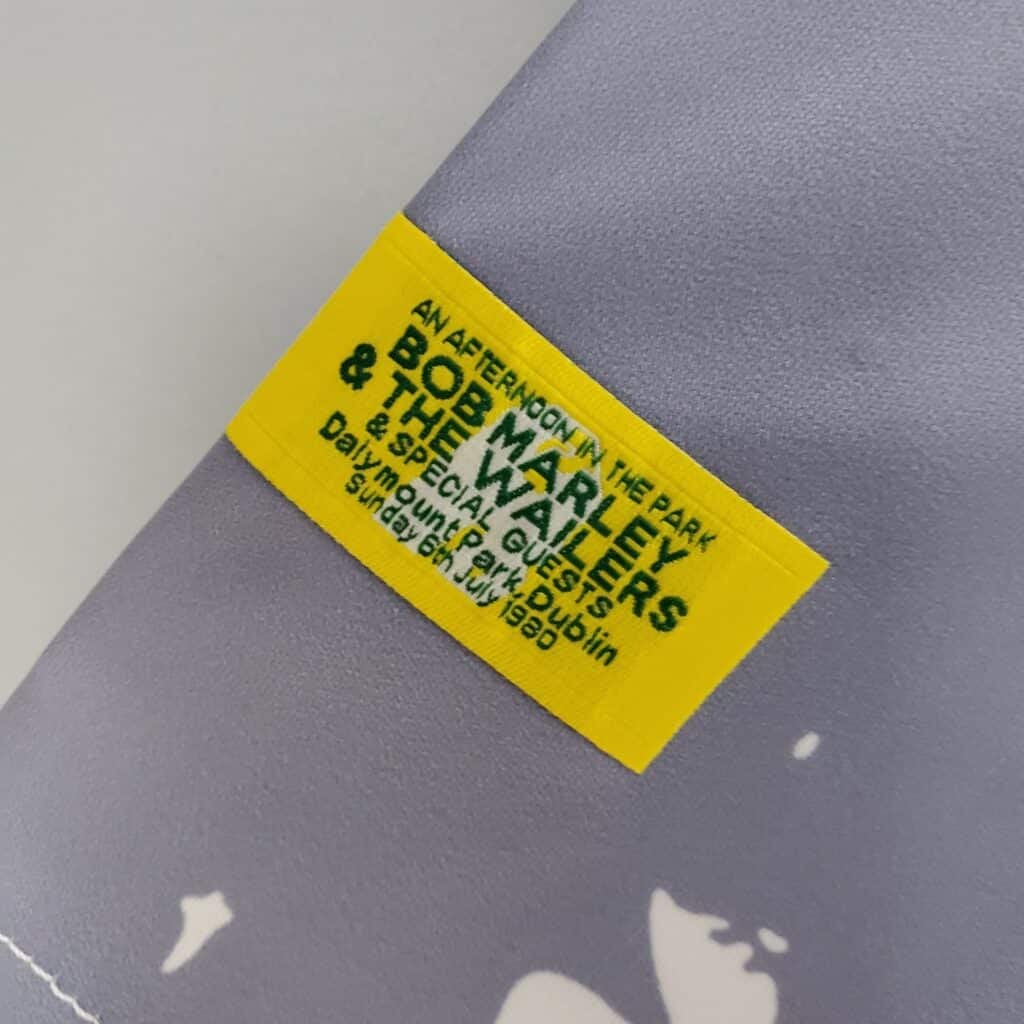 AN AFTERNOON IN THE PARK
BOB MARLEY
& THE WAILERS
& SPECIAL GUESTS
Dalymount Park, Dublin
Sunday 6th July 1980